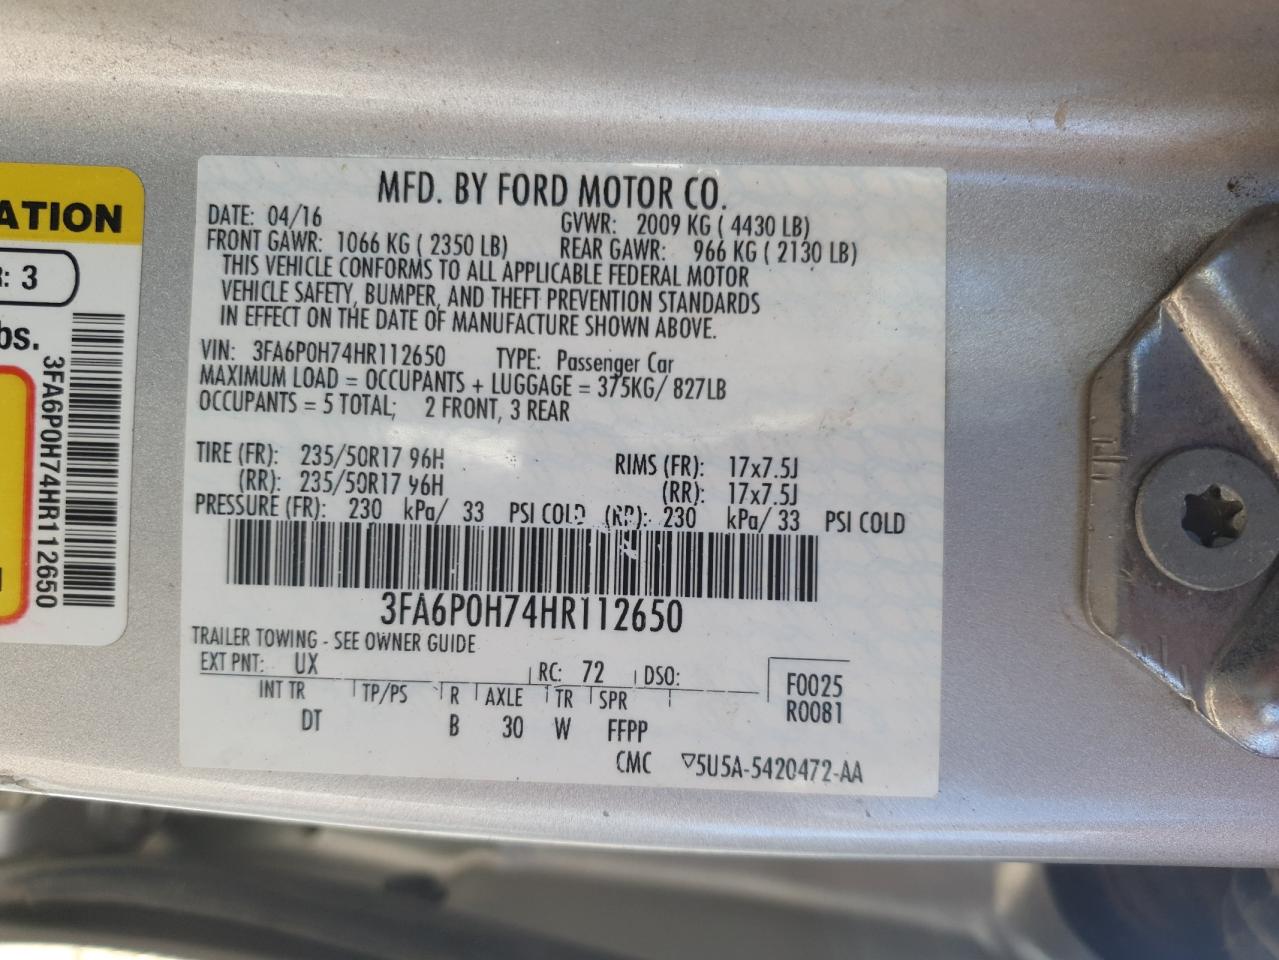 MFD. BY FORD MOTOR CO.
DATE: 04/16 GVWR: 2009 KG ( 4430 LB)
FRONT GAWR: 1066 KG ( 2350 LB) REAR GAWR: 966 KG ( 2130 LB)
THIS VEHICLE CONFORMS TO ALL APPLICABLE FEDERAL MOTOR
VEHICLE SAFETY, BUMPER, AND THEFT PREVENTION STANDARDS
IN EFFECT ON THE DATE OF MANUFACTURE SHOWN ABOVE.
VIN: 3FA6P0H74HR112650 TYPE: Passenger Car
MAXIMUM LOAD = OCCUPANTS + LUGGAGE = 375KG/ 827LB
OCCUPANTS = 5 TOTAL; 2 FRONT, 3 REAR
TIRE (FR): 235/50R17 96H RIMS (FR): 17x7.5J
(RR): 235/50R17 96H (RR): 17x7.5J
PRESSURE (FR): 230 kPa/ 33 PSI COLD (RR): 230 kPa/ 33 PSI COLD
3FA6P0H74HR112650
TRAILER TOWING - SEE OWNER GUIDE
EXT PNT: UX RC: 72 DSO:
INT TR TP/PS R AXLE TR SPR F0025
DT B 30 W FFPP R0081
CMC ▽5U5A-5420472-AA
ATION
R: 3
bs.
3FA6P0H74HR112650